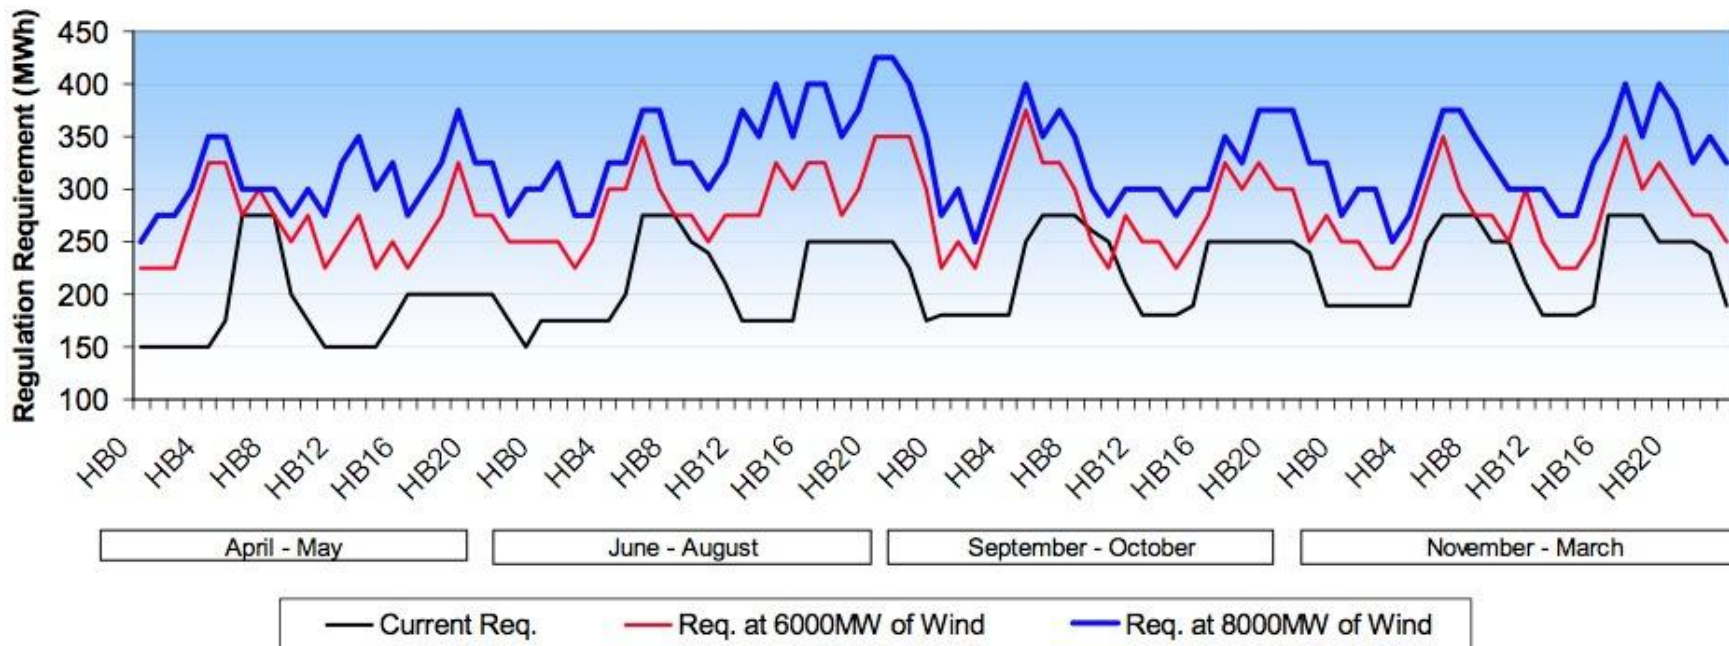 Regulation Requirement (MWh)
450
400
350
300
250
200
150
100
HB0 HB4 HB8 HB12 HB16 HB20 HB0 HB4 HB8 HB12 HB16 HB20 HB0 HB4 HB8 HB12 HB16 HB20 HB0 HB4 HB8 HB12 HB16 HB20
April - May June - August September - October November - March
Current Req. Req. at 6000MW of Wind Req. at 8000MW of Wind